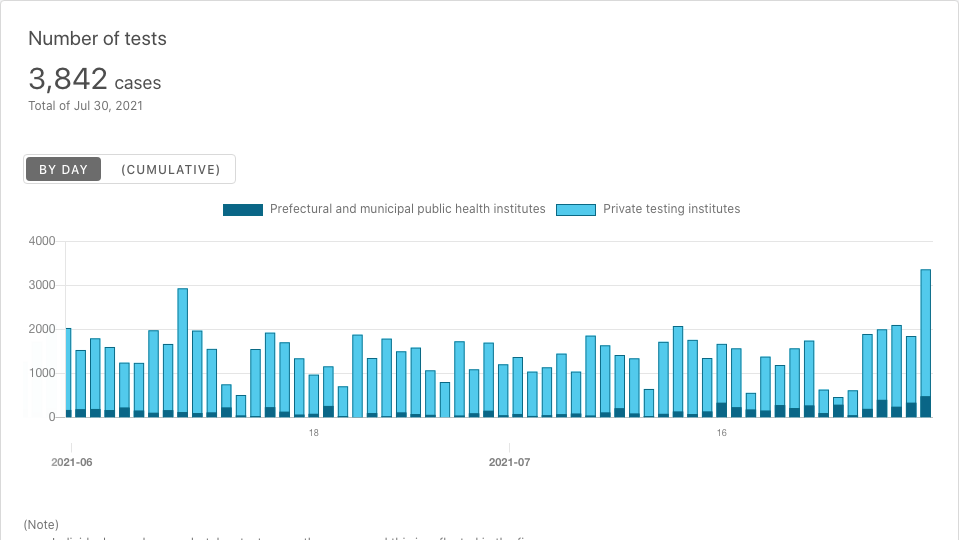 Number of tests
3,842 cases
Total of Jul 30, 2021
BY DAY (CUMULATIVE)
Prefectural and municipal public health institutes Private testing institutes
4000
3000
2000
1000
0
18 16
2021-06 2021-07
(Note)